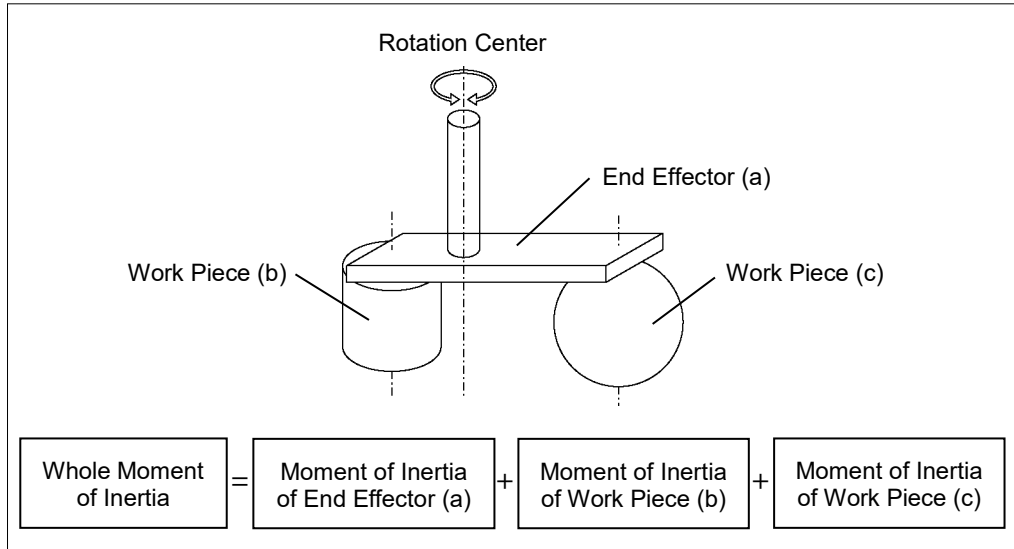 Rotation Center
End Effector (a)
Work Piece (b)
Work Piece (c)
Whole Moment
of Inertia
=
Moment of Inertia
of End Effector (a)
+
Moment of Inertia
of Work Piece (b)
+
Moment of Inertia
of Work Piece (c)